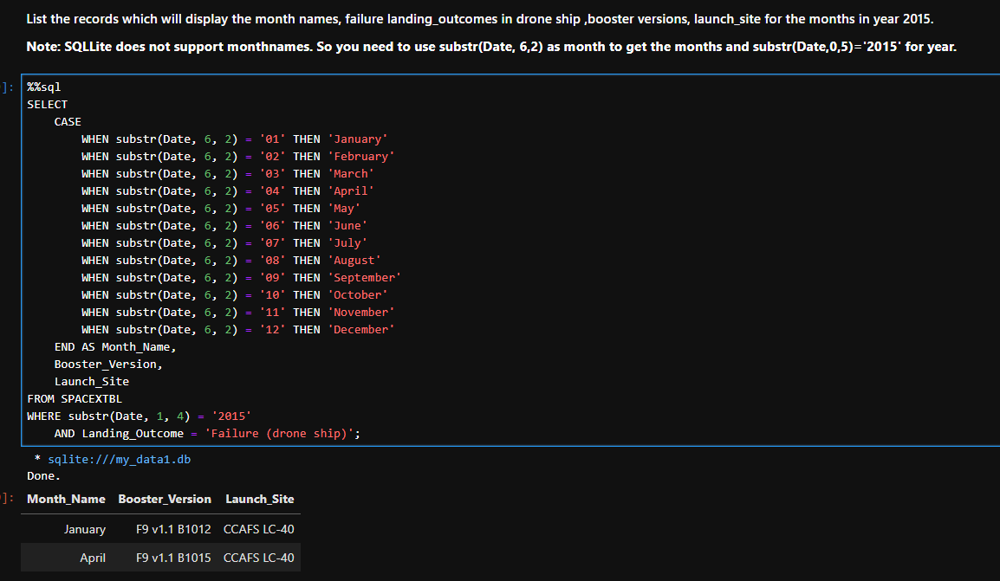 List the records which will display the month names, failure landing_outcomes in drone ship ,booster versions, launch_site for the months in year 2015.
Note: SQLLite does not support monthnames. So you need to use substr(Date, 6,2) as month to get the months and substr(Date,0,5)='2015' for year.
]:
%%sql
SELECT
CASE
WHEN substr(Date, 6, 2) = '01' THEN 'January'
WHEN substr(Date, 6, 2) = '02' THEN 'February'
WHEN substr(Date, 6, 2) = '03' THEN 'March'
WHEN substr(Date, 6, 2) = '04' THEN 'April'
WHEN substr(Date, 6, 2) = '05' THEN 'May'
WHEN substr(Date, 6, 2) = '06' THEN 'June'
WHEN substr(Date, 6, 2) = '07' THEN 'July'
WHEN substr(Date, 6, 2) = '08' THEN 'August'
WHEN substr(Date, 6, 2) = '09' THEN 'September'
WHEN substr(Date, 6, 2) = '10' THEN 'October'
WHEN substr(Date, 6, 2) = '11' THEN 'November'
WHEN substr(Date, 6, 2) = '12' THEN 'December'
END AS Month_Name,
Booster_Version,
Launch_Site
FROM SPACEXTBL
WHERE substr(Date, 1, 4) = '2015'
AND Landing_Outcome = 'Failure (drone ship)';
* sqlite:///my_data1.db
Done.
]:
Month_Name Booster_Version Launch_Site
January F9 v1.1 B1012 CCAFS LC-40
April F9 v1.1 B1015 CCAFS LC-40